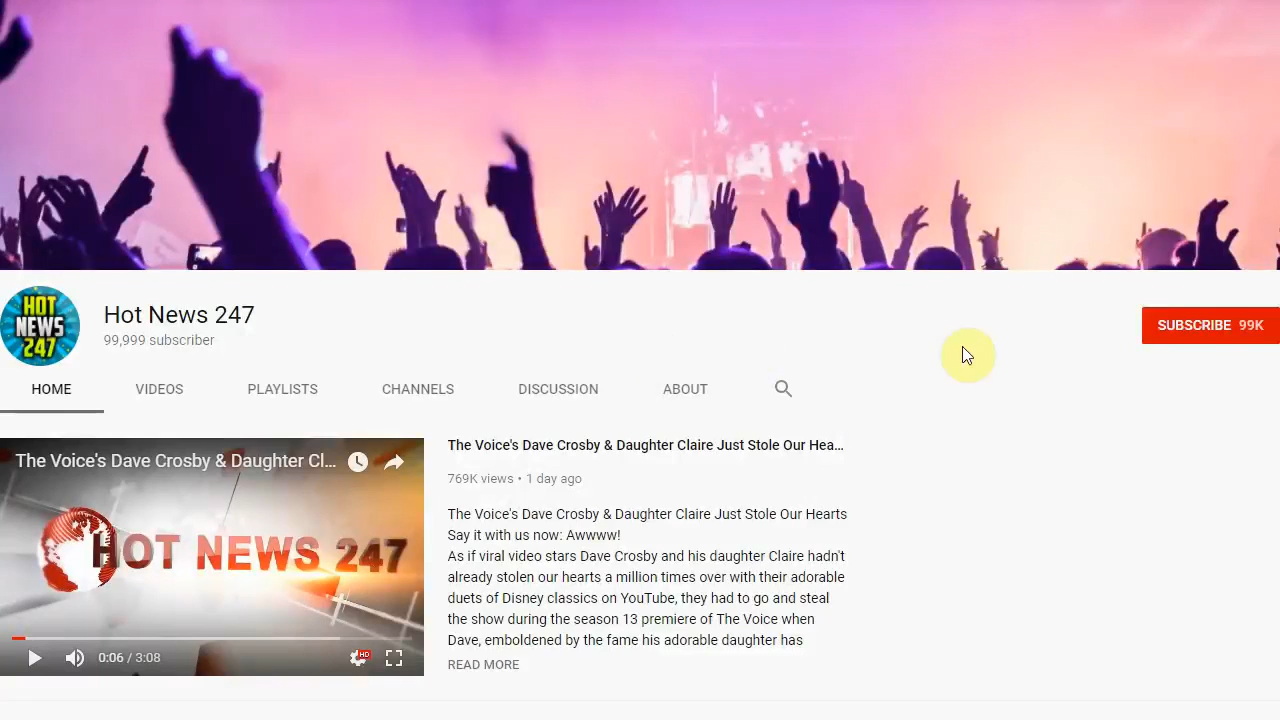 HOT
NEWS
247
Hot News 247
99,999 subscriber
SUBSCRIBE 99K
HOME VIDEOS PLAYLISTS CHANNELS DISCUSSION ABOUT
The Voice's Dave Crosby & Daughter Cl...
HOT NEWS 247
0:06 / 3:08
HD
The Voice's Dave Crosby & Daughter Claire Just Stole Our Hea...
769K views • 1 day ago
The Voice's Dave Crosby & Daughter Claire Just Stole Our Hearts
Say it with us now: Awwww!
As if viral video stars Dave Crosby and his daughter Claire hadn't
already stolen our hearts a million times over with their adorable
duets of Disney classics on YouTube, they had to go and steal
the show during the season 13 premiere of The Voice when
Dave, emboldened by the fame his adorable daughter has
READ MORE